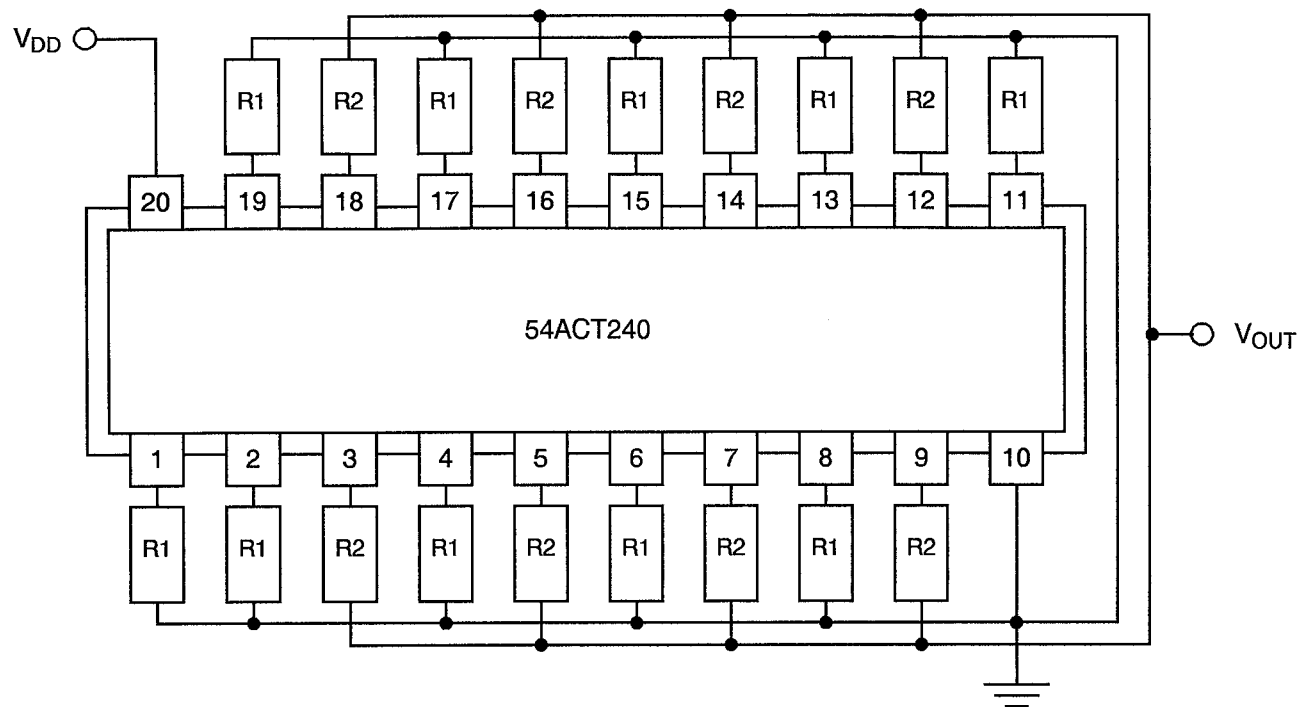 V_DD
R1 R2 R1 R2 R1 R2 R1 R2 R1
20 19 18 17 16 15 14 13 12 11
54ACT240
V_OUT
1 2 3 4 5 6 7 8 9 10
R1 R1 R2 R1 R2 R1 R2 R1 R2